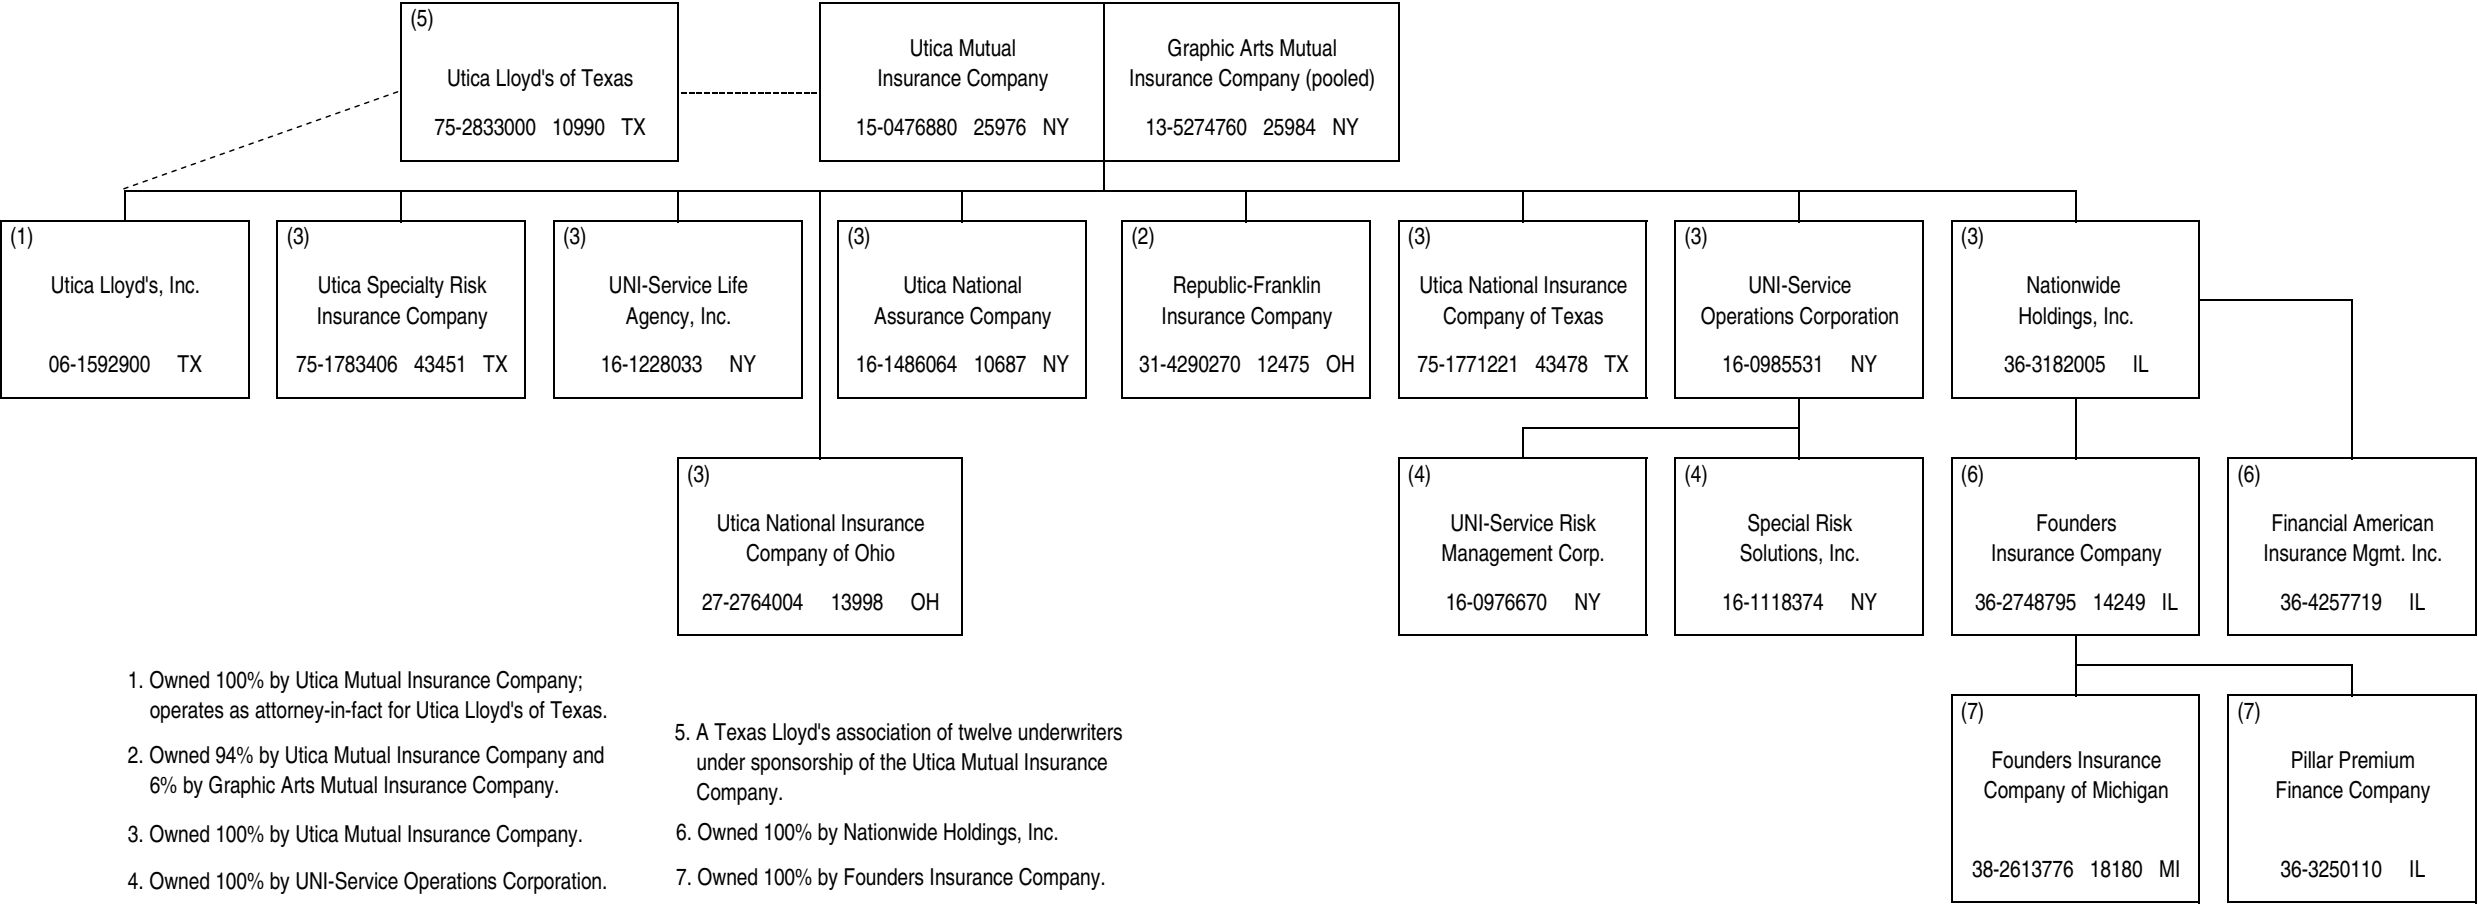 (5)
Utica Lloyd's of Texas
75-2833000 10990 TX
Utica Mutual
Insurance Company
15-0476880 25976 NY
Graphic Arts Mutual
Insurance Company (pooled)
13-5274760 25984 NY
(1)
Utica Lloyd's, Inc.
06-1592900 TX
(3)
Utica Specialty Risk
Insurance Company
75-1783406 43451 TX
(3)
UNI-Service Life
Agency, Inc.
16-1228033 NY
(3)
Utica National
Assurance Company
16-1486064 10687 NY
(2)
Republic-Franklin
Insurance Company
31-4290270 12475 OH
(3)
Utica National Insurance
Company of Texas
75-1771221 43478 TX
(3)
UNI-Service
Operations Corporation
16-0985531 NY
(3)
Nationwide
Holdings, Inc.
36-3182005 IL
(3)
Utica National Insurance
Company of Ohio
27-2764004 13998 OH
(4)
UNI-Service Risk
Management Corp.
16-0976670 NY
(4)
Special Risk
Solutions, Inc.
16-1118374 NY
(6)
Founders
Insurance Company
36-2748795 14249 IL
(6)
Financial American
Insurance Mgmt. Inc.
36-4257719 IL
(7)
Founders Insurance
Company of Michigan
38-2613776 18180 MI
(7)
Pillar Premium
Finance Company
36-3250110 IL
1. Owned 100% by Utica Mutual Insurance Company;
operates as attorney-in-fact for Utica Lloyd's of Texas.
2. Owned 94% by Utica Mutual Insurance Company and
6% by Graphic Arts Mutual Insurance Company.
3. Owned 100% by Utica Mutual Insurance Company.
4. Owned 100% by UNI-Service Operations Corporation.
5. A Texas Lloyd's association of twelve underwriters
under sponsorship of the Utica Mutual Insurance
Company.
6. Owned 100% by Nationwide Holdings, Inc.
7. Owned 100% by Founders Insurance Company.